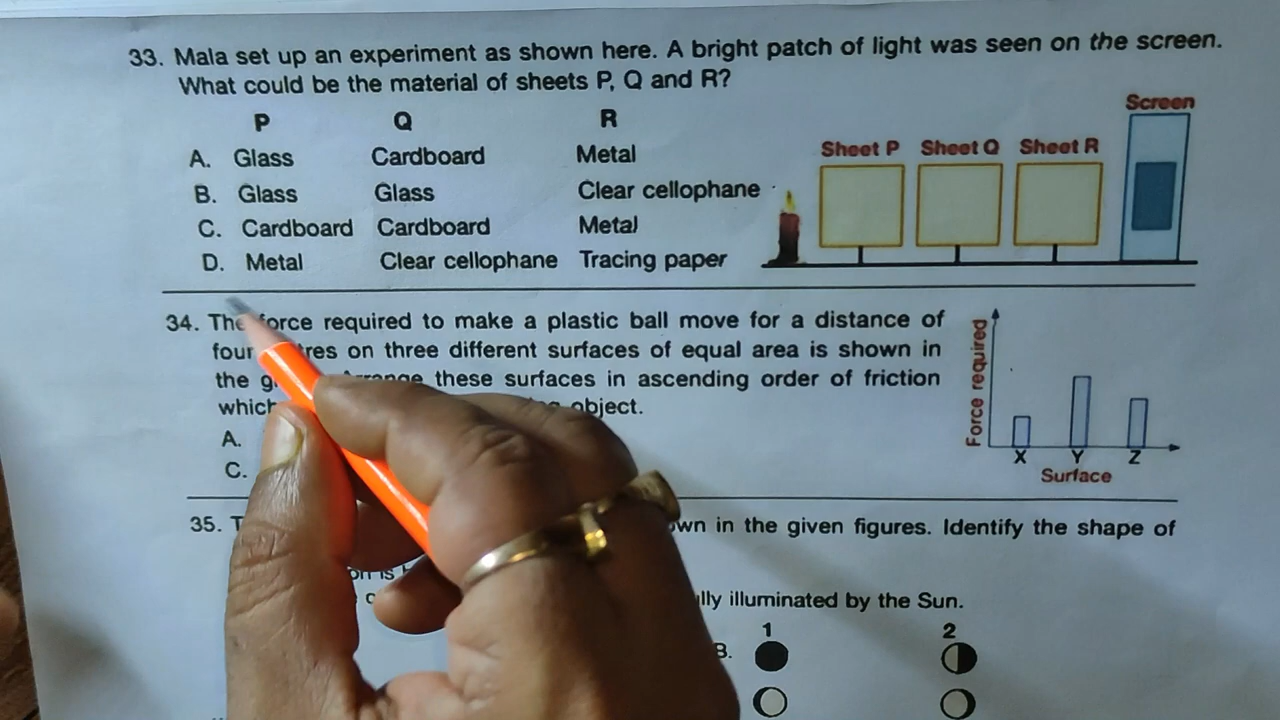 33. Mala set up an experiment as shown here. A bright patch of light was seen on the screen.
What could be the material of sheets P, Q and R?
P Q R
A. Glass Cardboard Metal
B. Glass Glass Clear cellophane
C. Cardboard Cardboard Metal
D. Metal Clear cellophane Tracing paper
Sheet P Sheet Q Sheet R Screen
34. The force required to make a plastic ball move for a distance of
four on three different surfaces of equal area is shown in
the these surfaces in ascending order of friction
which object.
A.
C.
Force required
X Y Z
Surface
35. in the given figures. Identify the shape of
illuminated by the Sun.
1 2
B.